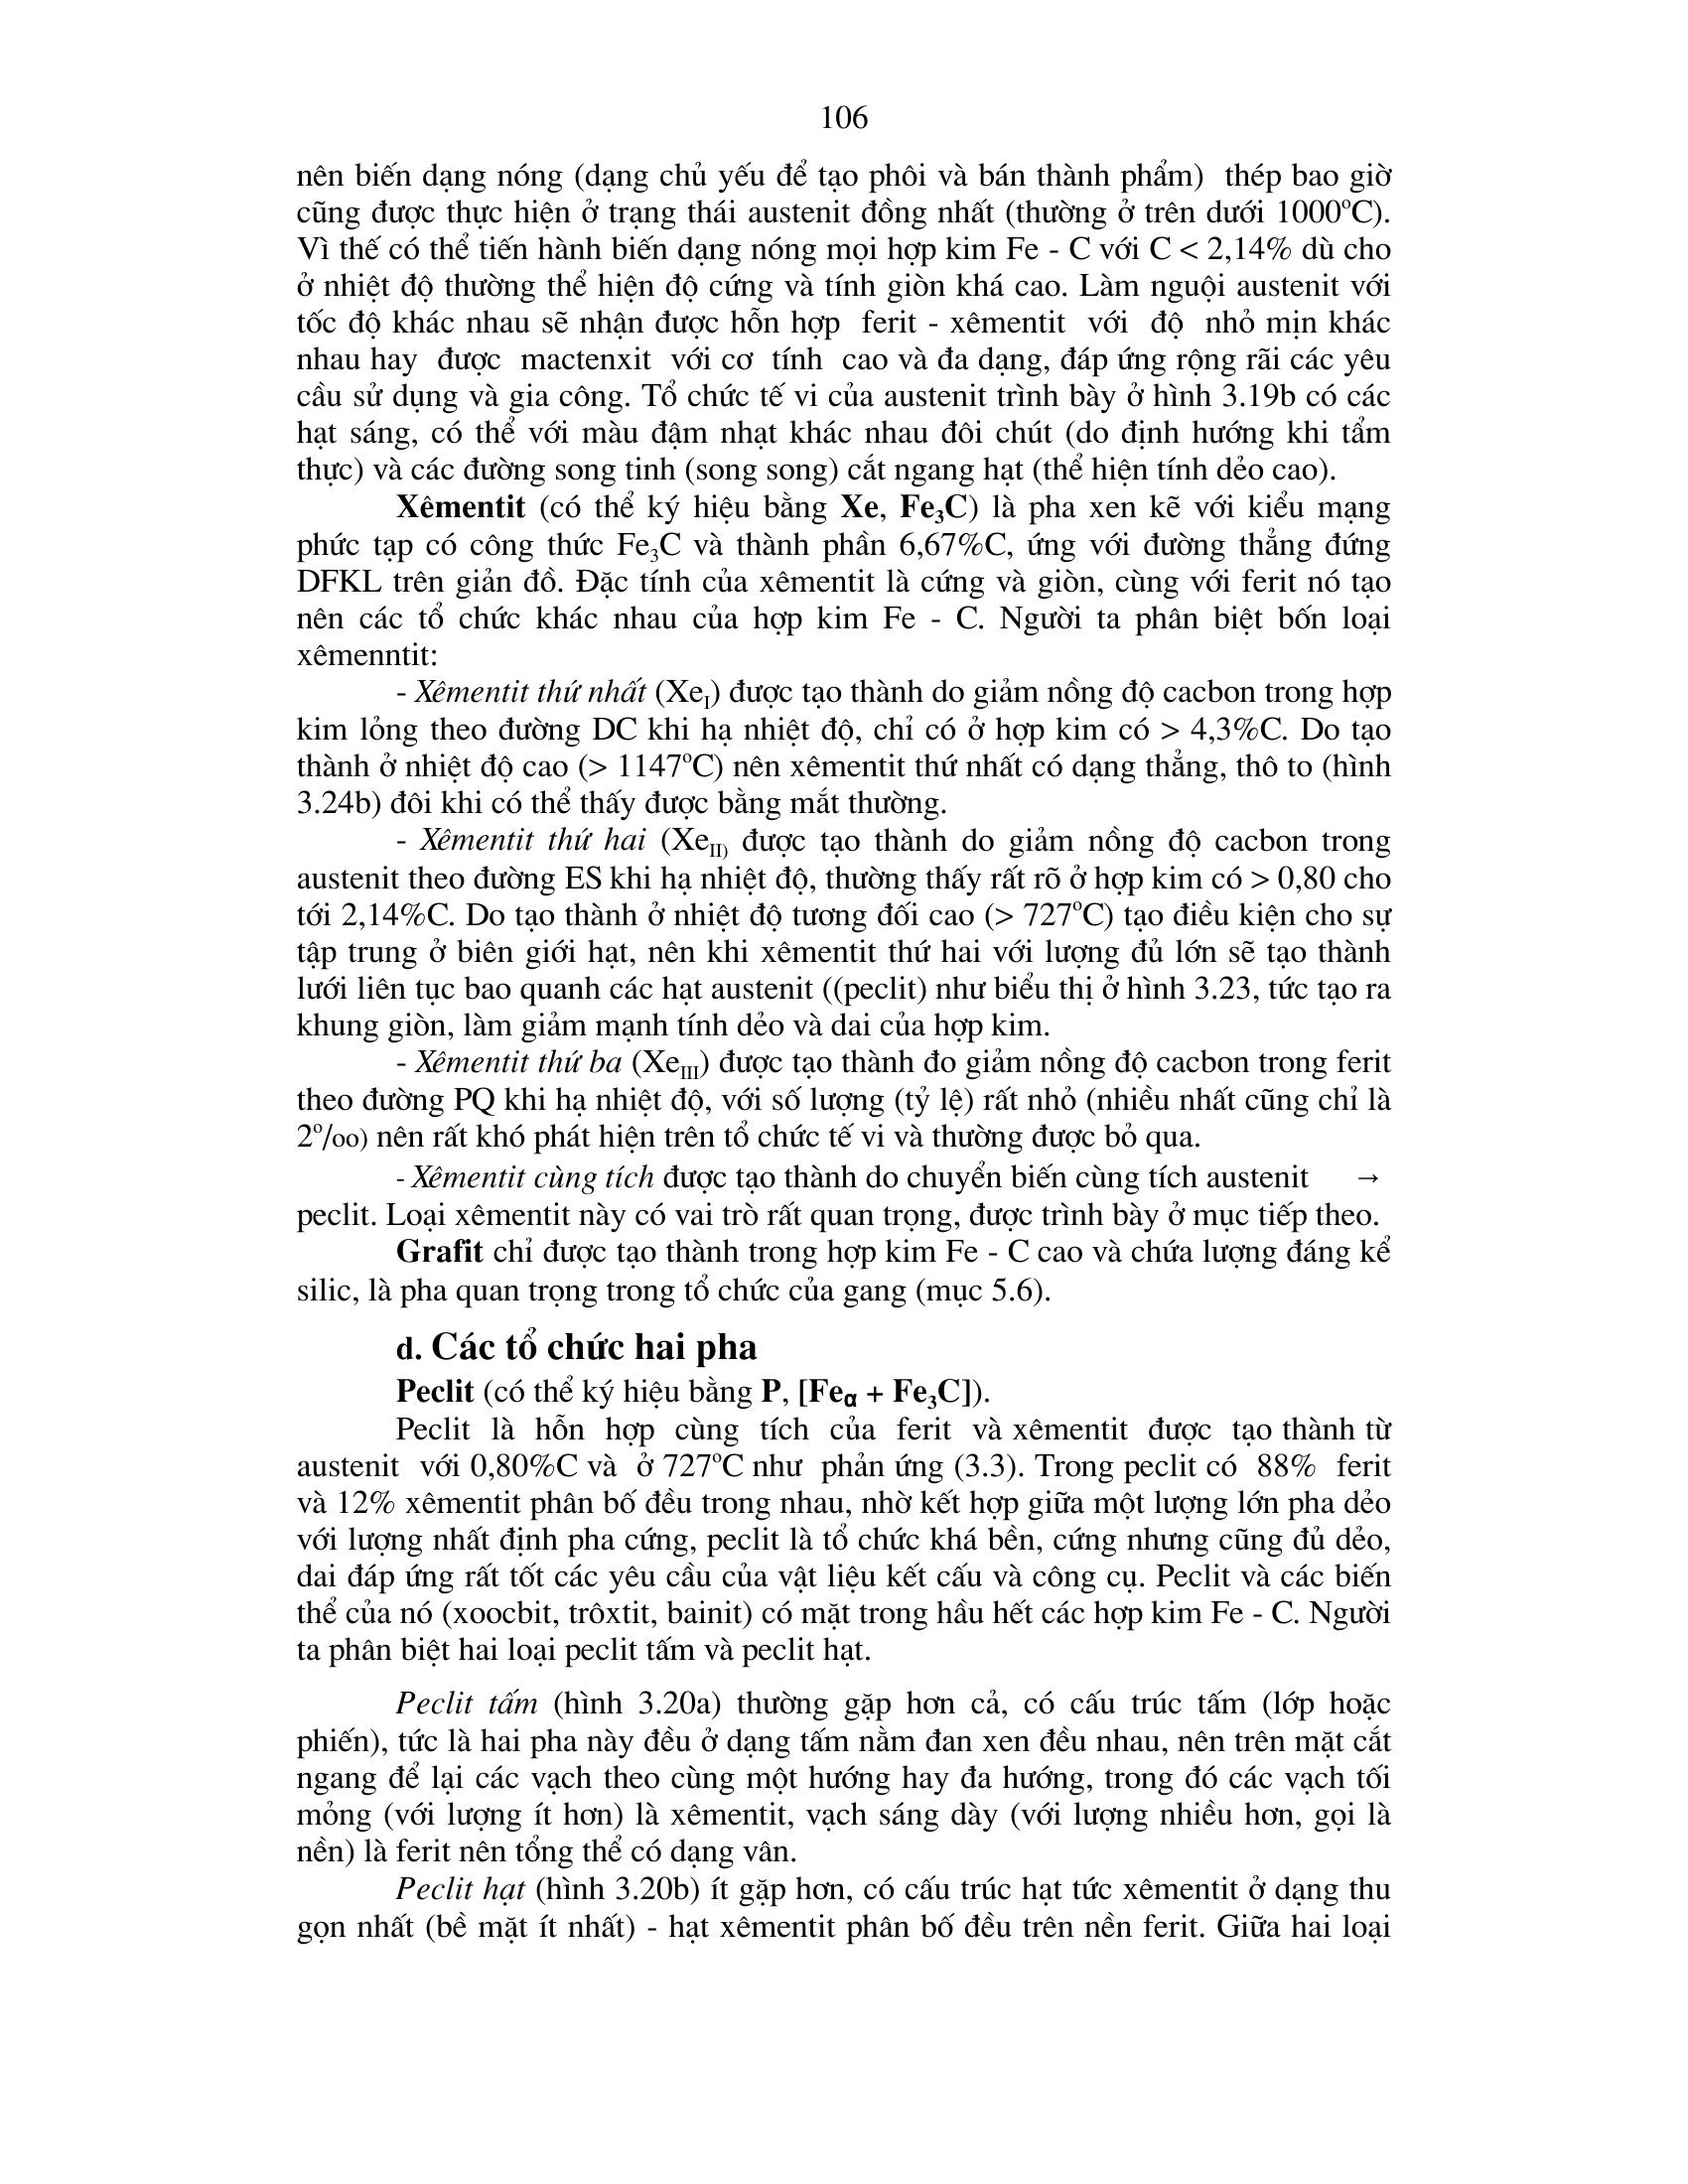 106
nên biến dạng nóng (dạng chủ yếu để tạo phôi và bán thành phẩm) thép bao giờ
cũng được thực hiện ở trạng thái austenit đồng nhất (thường ở trên dưới 1000ºC).
Vì thế có thể tiến hành biến dạng nóng mọi hợp kim Fe - C với C < 2,14% dù cho
ở nhiệt độ thường thể hiện độ cứng và tính giòn khá cao. Làm nguội austenit với
tốc độ khác nhau sẽ nhận được hỗn hợp ferit - xêmentit với độ nhỏ mịn khác
nhau hay được mactenxit với cơ tính cao và đa dạng, đáp ứng rộng rãi các yêu
cầu sử dụng và gia công. Tổ chức tế vi của austenit trình bày ở hình 3.19b có các
hạt sáng, có thể với màu đậm nhạt khác nhau đôi chút (do định hướng khi tẩm
thực) và các đường song tinh (song song) cắt ngang hạt (thể hiện tính dẻo cao).
Xêmentit (có thể ký hiệu bằng Xe, Fe₃C) là pha xen kẽ với kiểu mạng
phức tạp có công thức Fe₃C và thành phần 6,67%C, ứng với đường thẳng đứng
DFKL trên giản đồ. Đặc tính của xêmentit là cứng và giòn, cùng với ferit nó tạo
nên các tổ chức khác nhau của hợp kim Fe - C. Người ta phân biệt bốn loại
xêmenntit:
- Xêmentit thứ nhất (Xe_I) được tạo thành do giảm nồng độ cacbon trong hợp
kim lỏng theo đường DC khi hạ nhiệt độ, chỉ có ở hợp kim có > 4,3%C. Do tạo
thành ở nhiệt độ cao (> 1147ºC) nên xêmentit thứ nhất có dạng thẳng, thô to (hình
3.24b) đôi khi có thể thấy được bằng mắt thường.
- Xêmentit thứ hai (Xe_II) được tạo thành do giảm nồng độ cacbon trong
austenit theo đường ES khi hạ nhiệt độ, thường thấy rất rõ ở hợp kim có > 0,80 cho
tới 2,14%C. Do tạo thành ở nhiệt độ tương đối cao (> 727ºC) tạo điều kiện cho sự
tập trung ở biên giới hạt, nên khi xêmentit thứ hai với lượng đủ lớn sẽ tạo thành
lưới liên tục bao quanh các hạt austenit ((peclit) như biểu thị ở hình 3.23, tức tạo ra
khung giòn, làm giảm mạnh tính dẻo và dai của hợp kim.
- Xêmentit thứ ba (Xe_III) được tạo thành đo giảm nồng độ cacbon trong ferit
theo đường PQ khi hạ nhiệt độ, với số lượng (tỷ lệ) rất nhỏ (nhiều nhất cũng chỉ là
2º/oo) nên rất khó phát hiện trên tổ chức tế vi và thường được bỏ qua.
- Xêmentit cùng tích được tạo thành do chuyển biến cùng tích austenit →
peclit. Loại xêmentit này có vai trò rất quan trọng, được trình bày ở mục tiếp theo.
Grafit chỉ được tạo thành trong hợp kim Fe - C cao và chứa lượng đáng kể
silic, là pha quan trọng trong tổ chức của gang (mục 5.6).
d. Các tổ chức hai pha
Peclit (có thể ký hiệu bằng P, [Feα + Fe₃C]).
Peclit là hỗn hợp cùng tích của ferit và xêmentit được tạo thành từ
austenit với 0,80%C và ở 727ºC như phản ứng (3.3). Trong peclit có 88% ferit
và 12% xêmentit phân bố đều trong nhau, nhờ kết hợp giữa một lượng lớn pha dẻo
với lượng nhất định pha cứng, peclit là tổ chức khá bền, cứng nhưng cũng đủ dẻo,
dai đáp ứng rất tốt các yêu cầu của vật liệu kết cấu và công cụ. Peclit và các biến
thể của nó (xoocbit, trôxtit, bainit) có mặt trong hầu hết các hợp kim Fe - C. Người
ta phân biệt hai loại peclit tấm và peclit hạt.
Peclit tấm (hình 3.20a) thường gặp hơn cả, có cấu trúc tấm (lớp hoặc
phiến), tức là hai pha này đều ở dạng tấm nằm đan xen đều nhau, nên trên mặt cắt
ngang để lại các vạch theo cùng một hướng hay đa hướng, trong đó các vạch tối
mỏng (với lượng ít hơn) là xêmentit, vạch sáng dày (với lượng nhiều hơn, gọi là
nền) là ferit nên tổng thể có dạng vân.
Peclit hạt (hình 3.20b) ít gặp hơn, có cấu trúc hạt tức xêmentit ở dạng thu
gọn nhất (bề mặt ít nhất) - hạt xêmentit phân bố đều trên nền ferit. Giữa hai loại